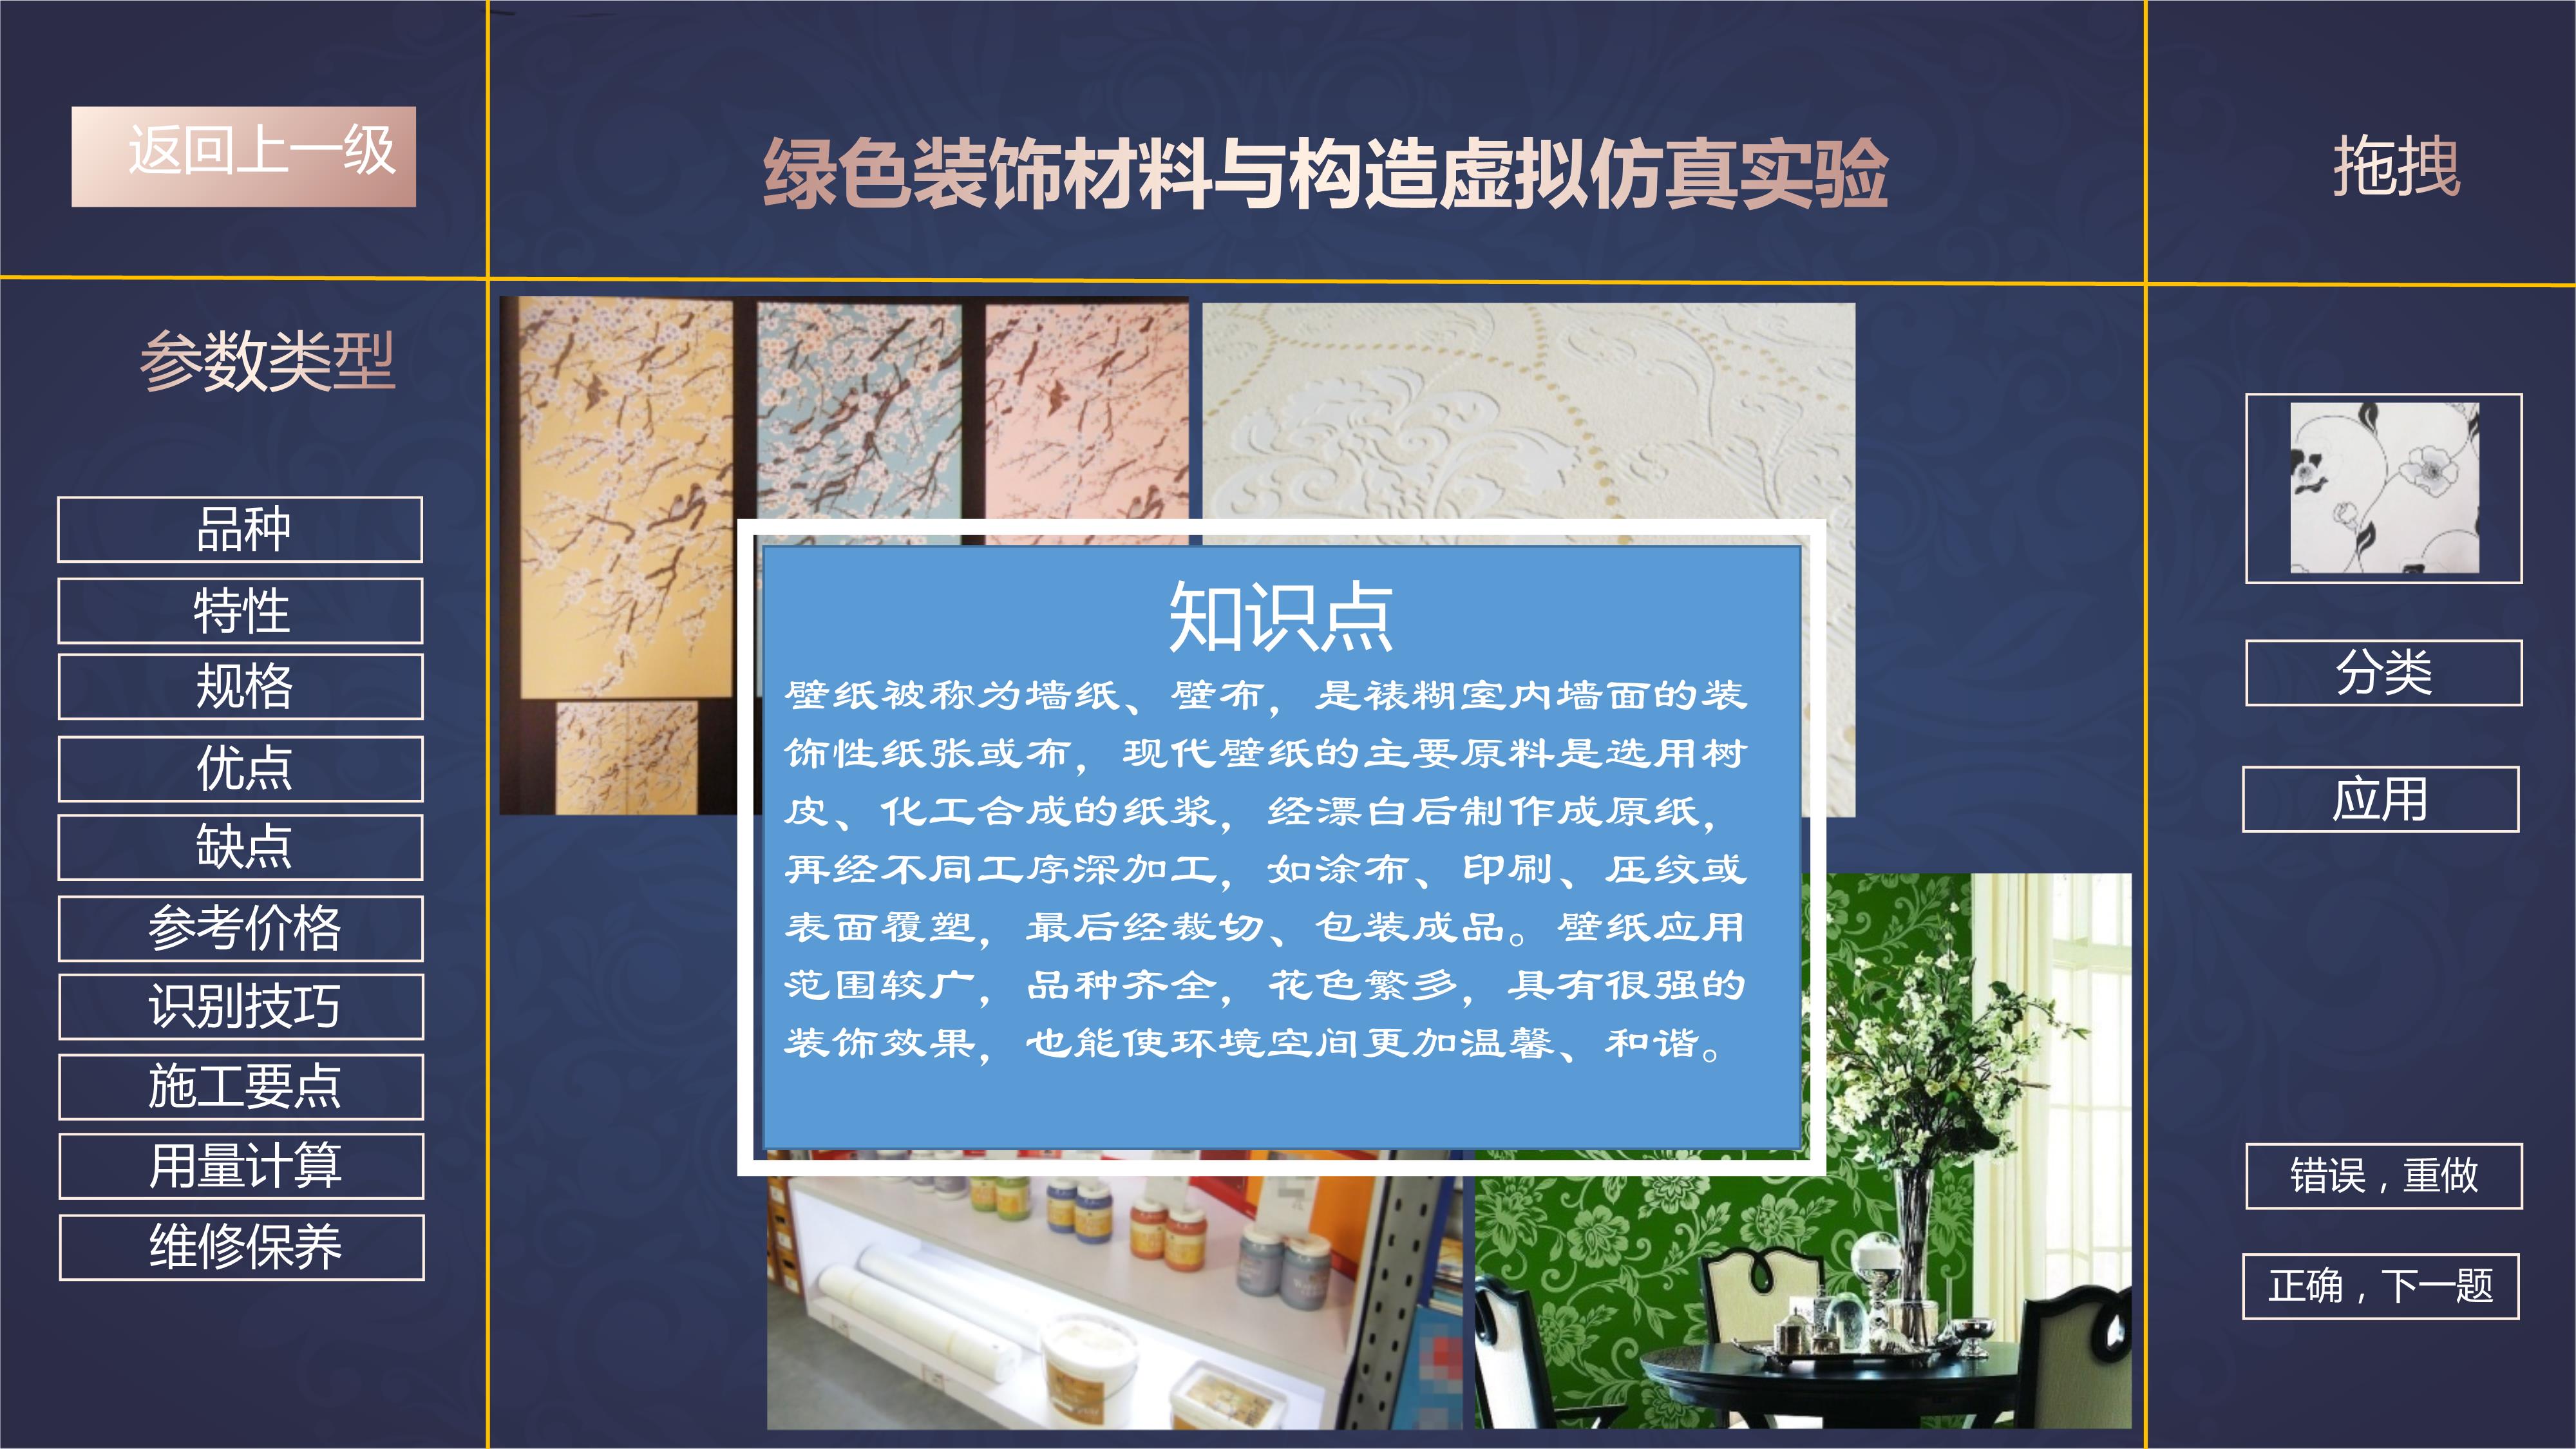 返回上一级
绿色装饰材料与构造虚拟仿真实验
拖拽
参数类型
品种
特性
规格
优点
缺点
参考价格
识别技巧
施工要点
用量计算
维修保养
知识点
壁纸被称为墙纸、壁布，是裱糊室内墙面的装
饰性纸张或布，现代壁纸的主要原料是选用树
皮、化工合成的纸浆，经漂白后制作成原纸，
再经不同工序深加工，如涂布、印刷、压纹或
表面覆塑，最后经裁切、包装成品。壁纸应用
范围较广，品种齐全，花色繁多，具有很强的
装饰效果，也能使环境空间更加温馨、和谐。
分类
应用
错误，重做
正确，下一题